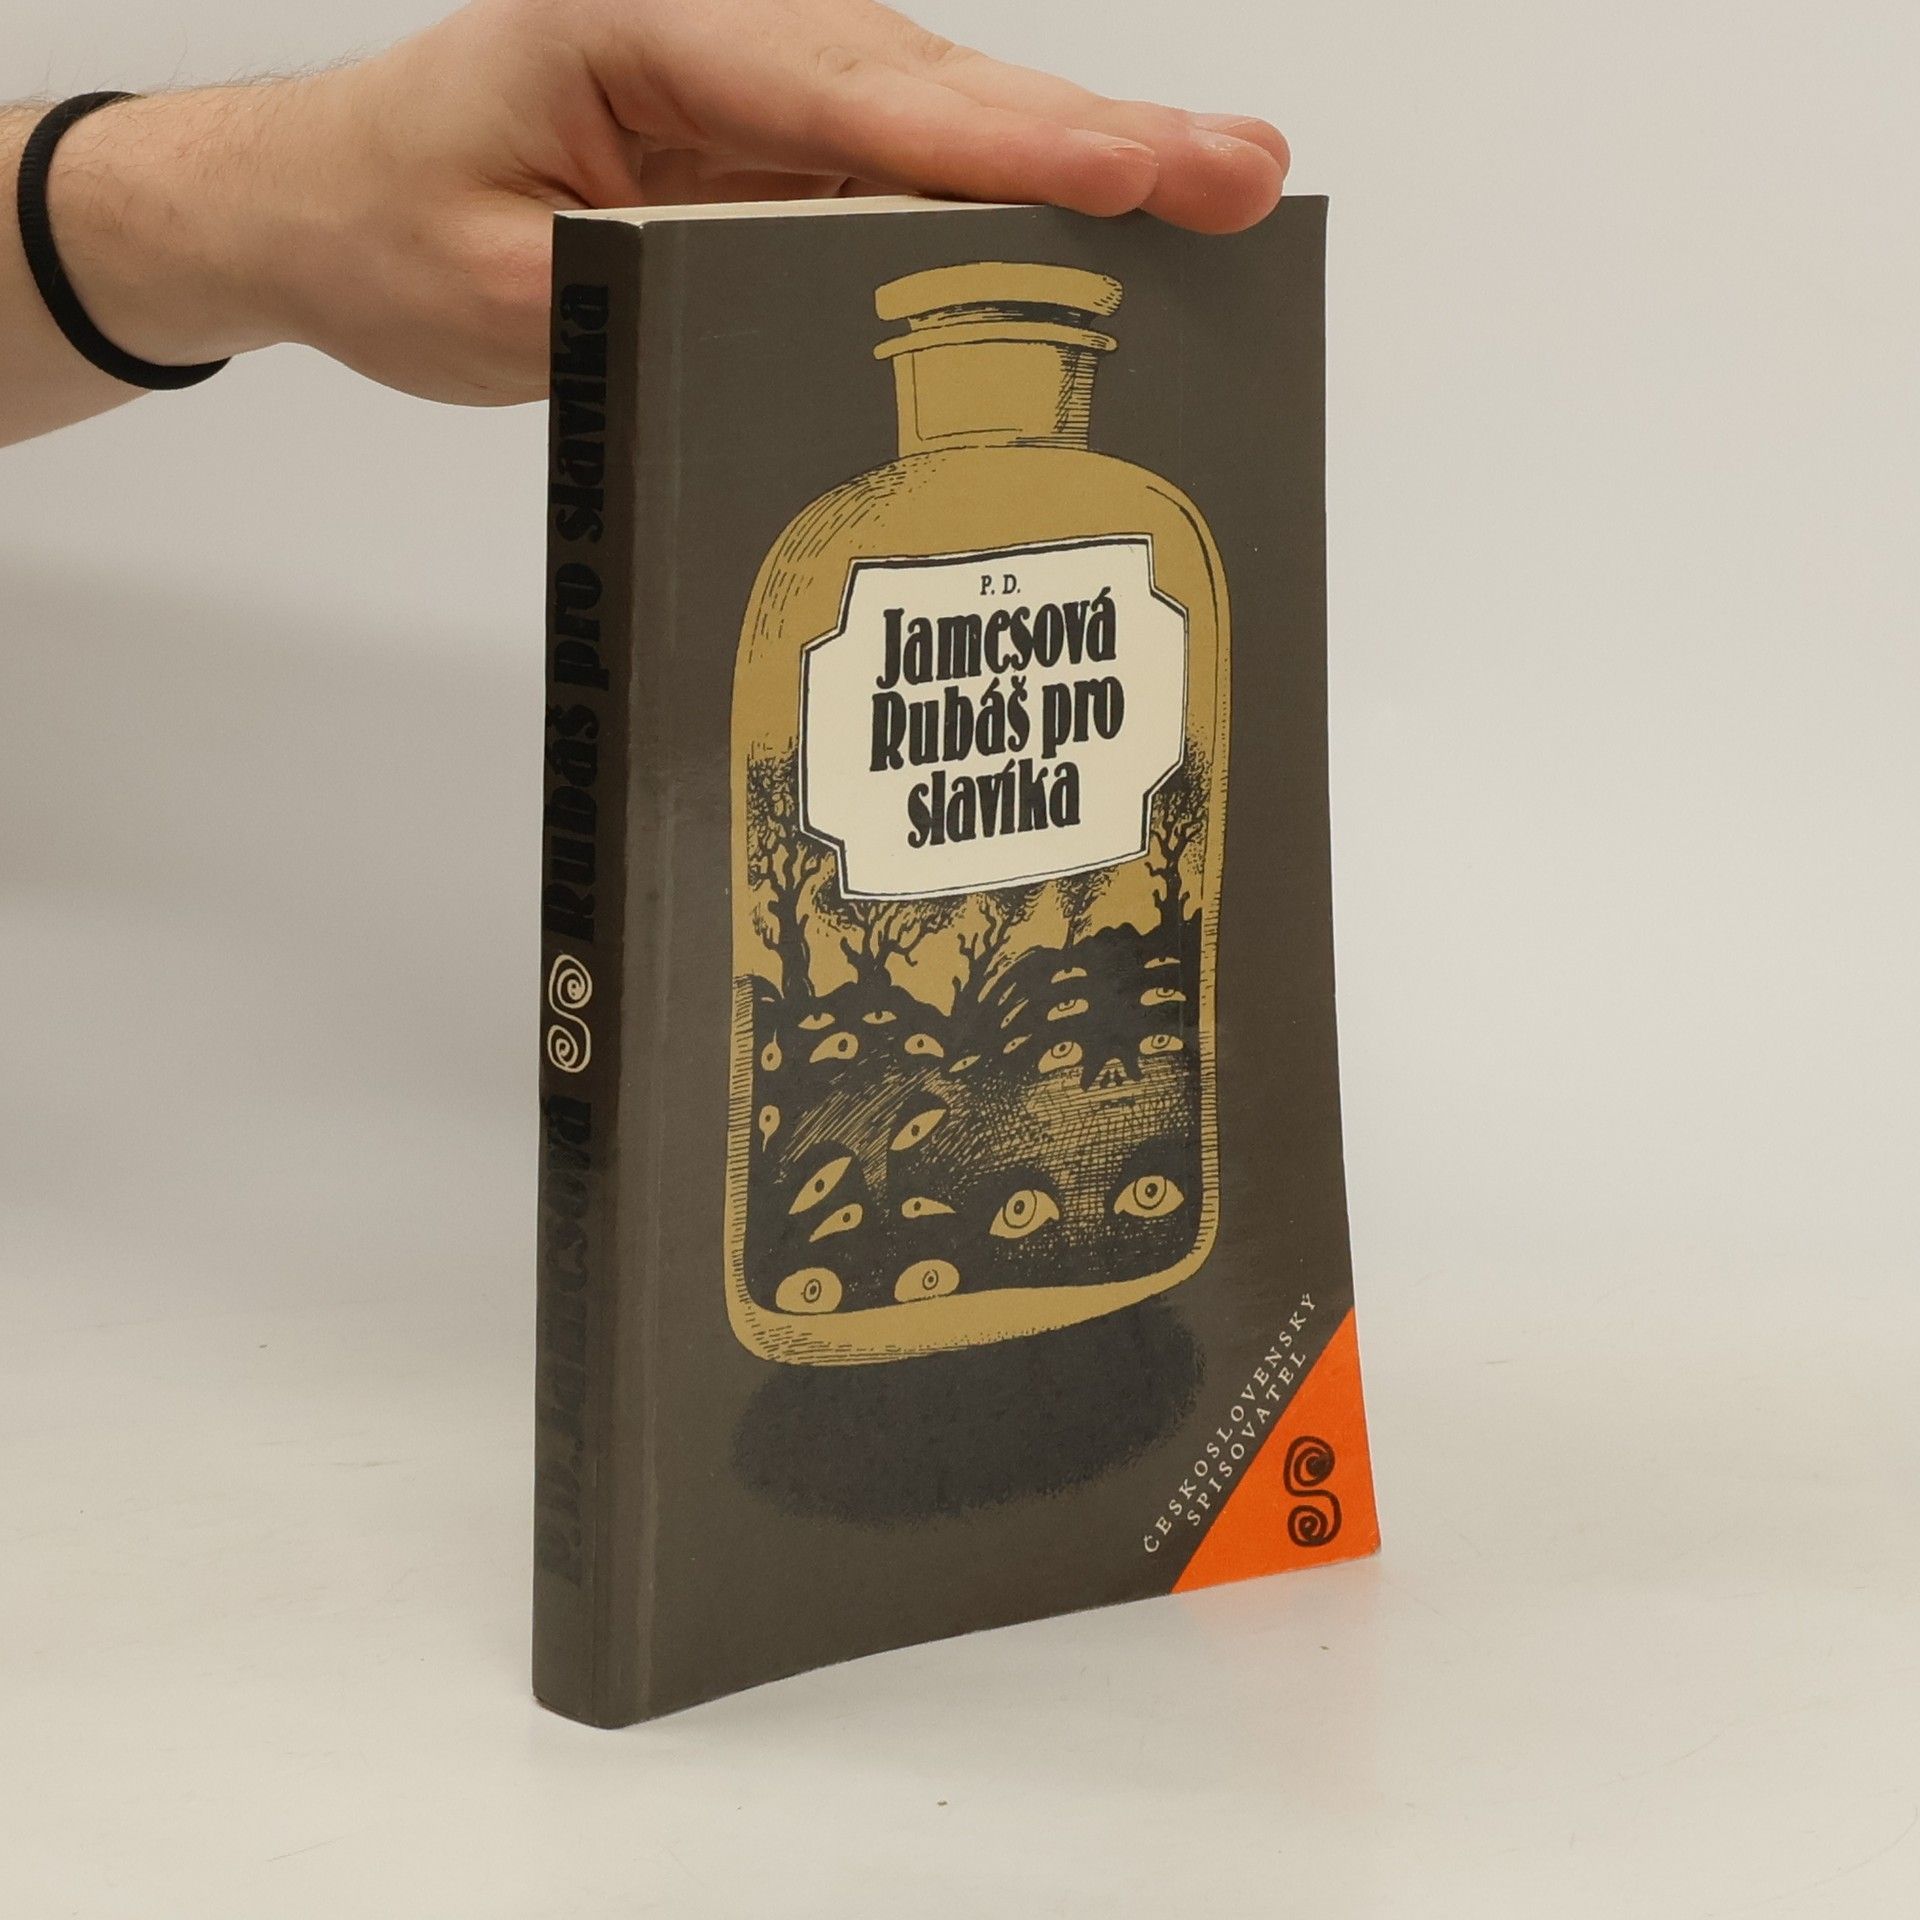 P. D. Jamesová Rubáš pro slavíka
P. D.
Jamesová
Rubáš pro
slavíka
ČESKOSLOVENSKÝ
SPISOVATEL